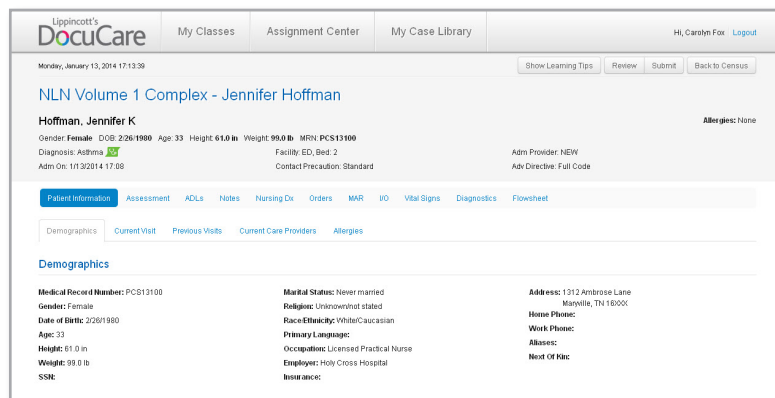 Lippincott's
DocuCare
My Classes Assignment Center My Case Library
Hi, Carolyn Fox Logout
Monday, January 13, 2014 17:13:39
Show Learning Tips Review Submit Back to Census
NLN Volume 1 Complex - Jennifer Hoffman
Hoffman, Jennifer K Allergies: None
Gender: Female DOB: 2/26/1980 Age: 33 Height: 61.0 in Weight: 99.0 lb MRN: PCS13100
Diagnosis: Asthma Facility: ED, Bed: 2 Adm Provider: NEW
Adm On: 1/13/2014 17:08 Contact Precaution: Standard Adv Directive: Full Code
Patient Information Assessment ADLs Notes Nursing Dx Orders MAR I/O Vital Signs Diagnostics Flowsheet
Demographics Current Visit Previous Visits Current Care Providers Allergies
Demographics
Medical Record Number: PCS13100
Gender: Female
Date of Birth: 2/26/1980
Age: 33
Height: 61.0 in
Weight: 99.0 lb
SSN:
Marital Status: Never married
Religion: Unknown/not stated
Race/Ethnicity: White/Caucasian
Primary Language:
Occupation: Licensed Practical Nurse
Employer: Holy Cross Hospital
Insurance:
Address: 1312 Ambrose Lane
Maryville, TN 16XXX
Home Phone:
Work Phone:
Aliases:
Next Of Kin: